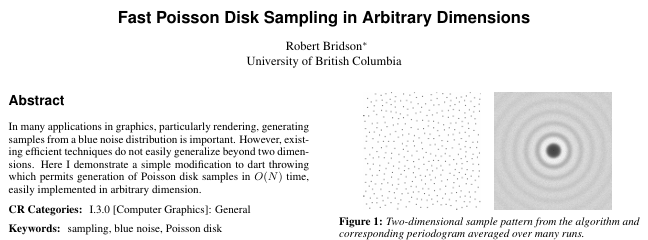 Fast Poisson Disk Sampling in Arbitrary Dimensions
Robert Bridson*
University of British Columbia
Abstract
In many applications in graphics, particularly rendering, generating
samples from a blue noise distribution is important. However, exist-
ing efficient techniques do not easily generalize beyond two dimen-
sions. Here I demonstrate a simple modification to dart throwing
which permits generation of Poisson disk samples in O(N) time,
easily implemented in arbitrary dimension.
CR Categories: I.3.0 [Computer Graphics]: General
Keywords: sampling, blue noise, Poisson disk
Figure 1: Two-dimensional sample pattern from the algorithm and
corresponding periodogram averaged over many runs.